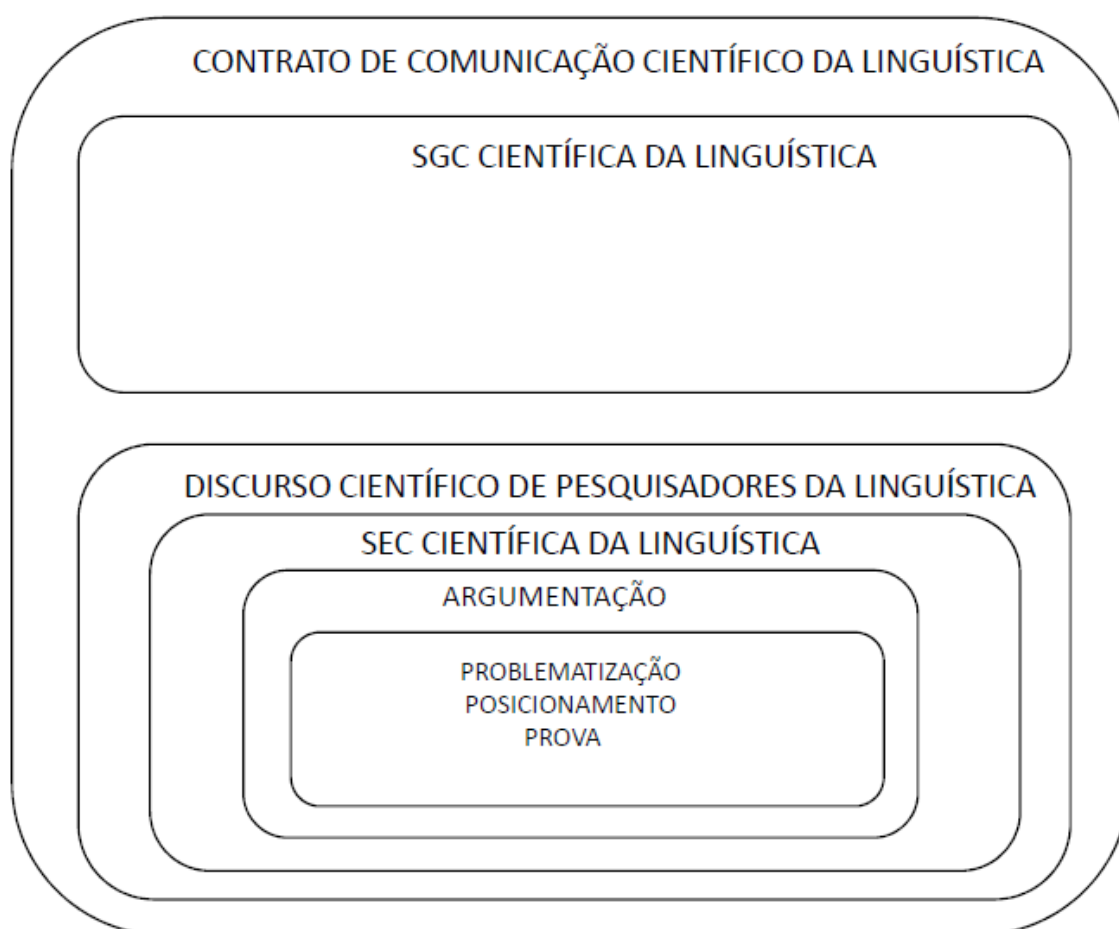 CONTRATO DE COMUNICAÇÃO CIENTÍFICO DA LINGUÍSTICA
SGC CIENTÍFICA DA LINGUÍSTICA
DISCURSO CIENTÍFICO DE PESQUISADORES DA LINGUÍSTICA
SEC CIENTÍFICA DA LINGUÍSTICA
ARGUMENTAÇÃO
PROBLEMATIZAÇÃO
POSICIONAMENTO
PROVA